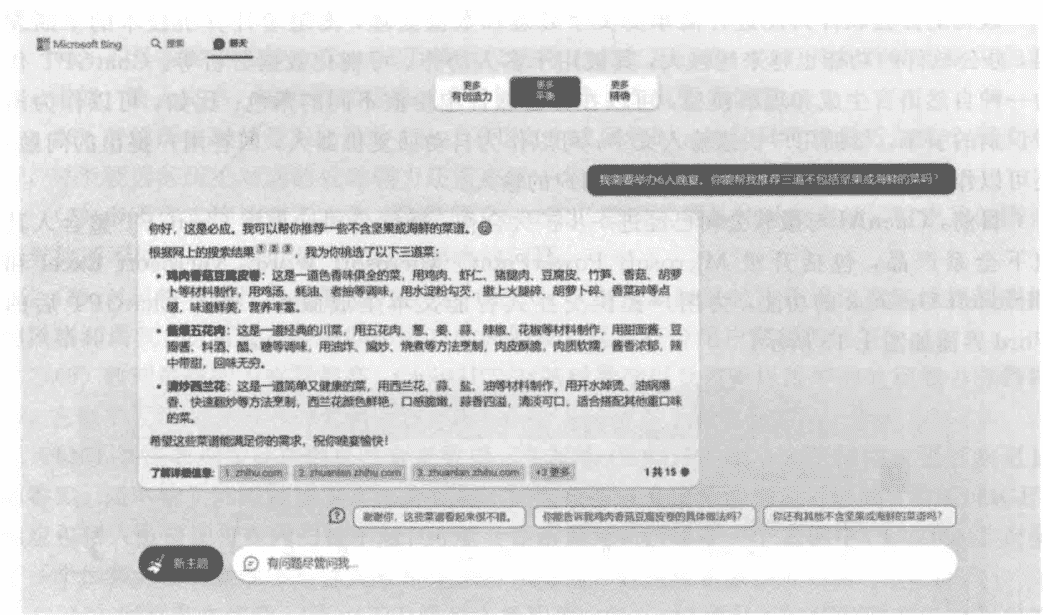 Microsoft Bing 搜索 聊天
更多 更多 更多
有创造力 平衡 精确
我需要举办6人晚宴。你能帮我推荐三道不包括坚果或海鲜的菜吗？
你好，这是必应。我可以帮你推荐一些不含坚果或海鲜的菜谱。😊
根据网上的搜索结果 1 2 3，我为你挑选了以下三道菜：
• 鸡肉香菇豆腐皮卷：这是一道色香味俱全的菜，用鸡肉、虾仁、猪腿肉、豆腐皮、竹笋、香菇、胡萝
卜等材料制作，用鸡汤、蚝油、老抽等调味，用水淀粉勾芡，撒上火腿碎、胡萝卜碎、香菜碎等点
缀，味道鲜美，营养丰富。
五花肉：这是一道经典的川菜，用五花肉、葱、姜、蒜、辣椒、花椒等材料制作，用甜面酱、豆
瓣酱、料酒、醋、糖等调味，用油炸、煸炒、烧煮等方法烹制，肉皮酥脆，肉质软糯，酱香浓郁，辣
中带甜，回味无穷。
• 清炒西兰花：这是一道简单又健康的菜，用西兰花、蒜、盐、油等材料制作，用开水焯烫、油锅爆
香、快速翻炒等方法烹制，西兰花颜色鲜艳，口感脆嫩，蒜香四溢，清淡可口，适合搭配其他重口味
的菜。
希望这些菜谱能满足你的需求，祝你晚宴愉快！
了解详细信息: 1. zhihu.com 2. zhuanlan.zhihu.com 3. zhuanlan.zhihu.com +3 更多 1 共 15
谢谢你，这些菜谱看起来很不错。 你能告诉我鸡肉香菇豆腐皮卷的具体做法吗？ 你还有其他不含坚果或海鲜的菜谱吗？
新主题 有问题尽管问我...